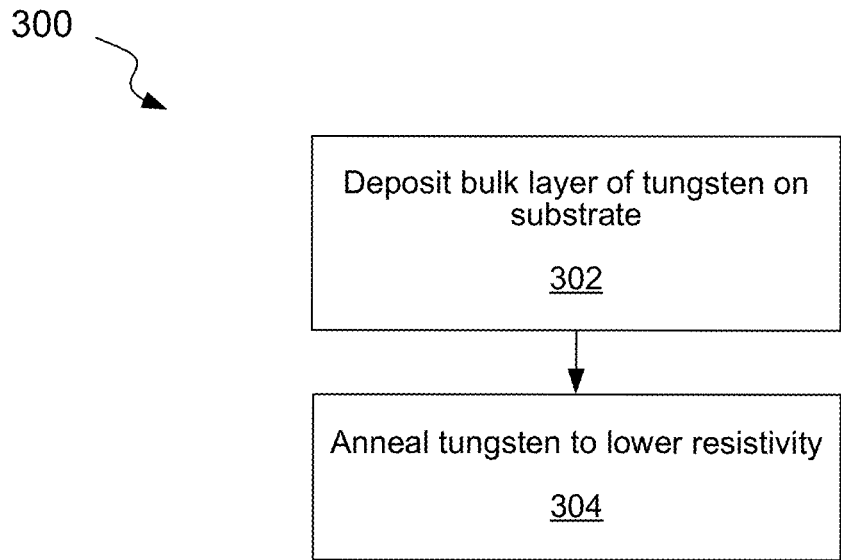 300
Deposit bulk layer of tungsten on
substrate
302
Anneal tungsten to lower resistivity
304